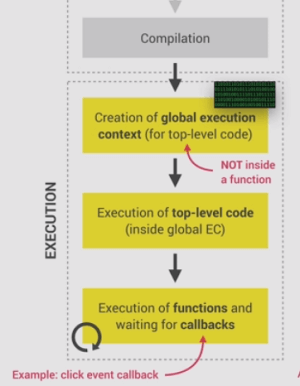 Compilation
Creation of global execution
context (for top-level code)
NOT inside
a function
EXECUTION
Execution of top-level code
(inside global EC)
Execution of functions and
waiting for callbacks
Example: click event callback